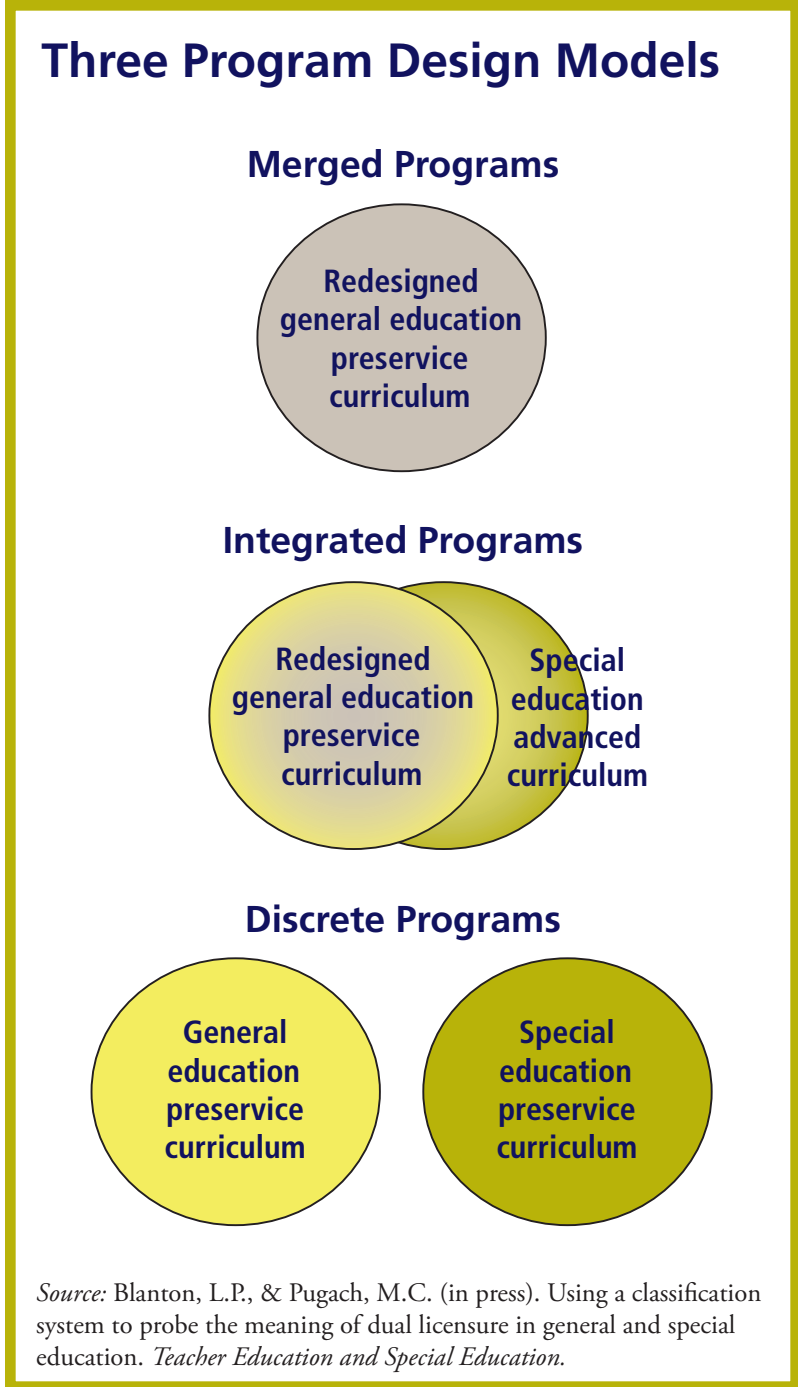 Three Program Design Models
Merged Programs
Redesigned
general education
preservice
curriculum
Integrated Programs
Redesigned
general education
preservice
curriculum
Special
education
advanced
curriculum
Discrete Programs
General
education
preservice
curriculum
Special
education
preservice
curriculum
Source: Blanton, L.P., & Pugach, M.C. (in press). Using a classification
system to probe the meaning of dual licensure in general and special
education. Teacher Education and Special Education.